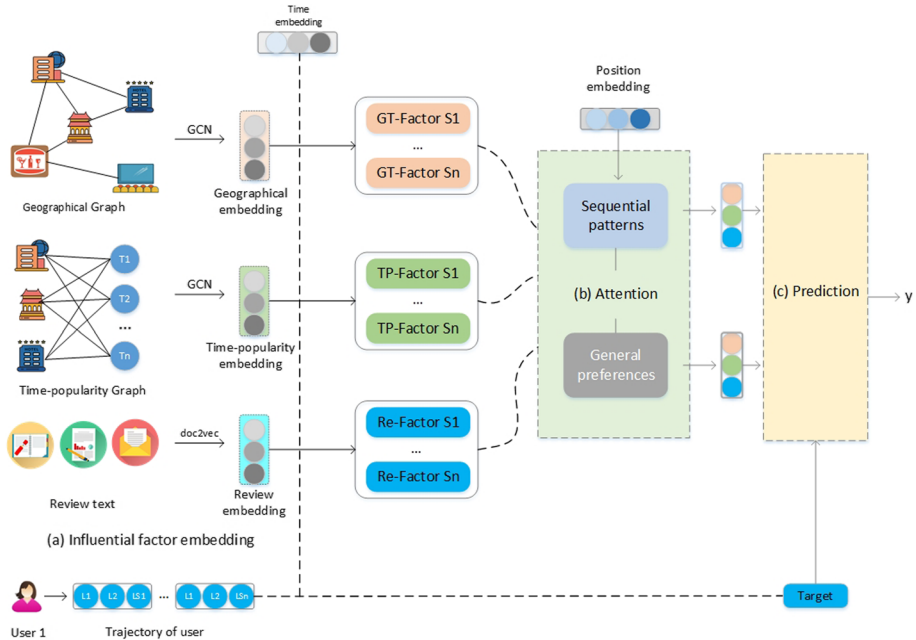 Time
embedding
Position
embedding
GCN
GT-Factor S1
...
GT-Factor Sn
Geographical Graph
Geographical
embedding
Sequential
patterns
T1
T2
...
Tn
GCN
TP-Factor S1
...
TP-Factor Sn
(b) Attention
(c) Prediction
y
Time-popularity Graph
Time-popularity
embedding
General
preferences
doc2vec
Re-Factor S1
...
Re-Factor Sn
Review text
Review
embedding
(a) Influential factor embedding
L1 L2 LS1 ... L1 L2 LSn
Target
User 1
Trajectory of user